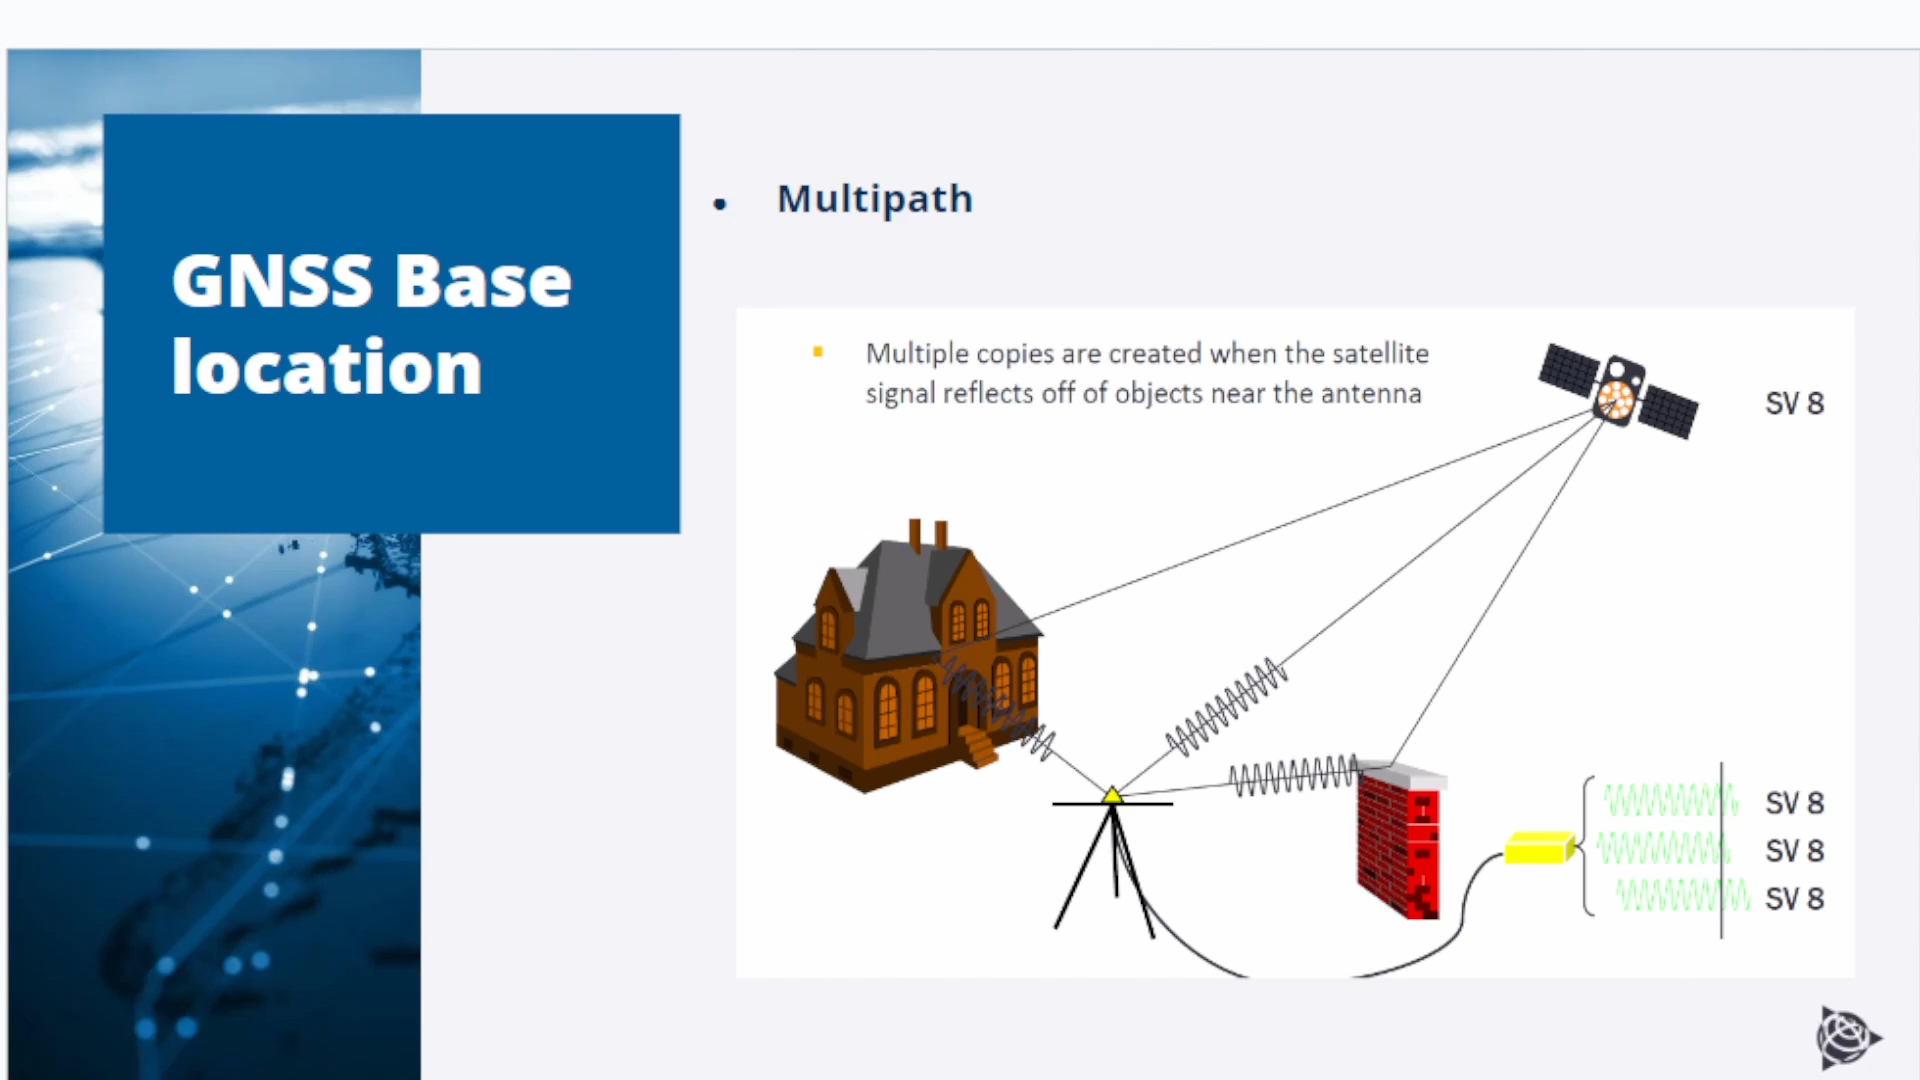 GNSS Base
location
• Multipath
Multiple copies are created when the satellite
signal reflects off of objects near the antenna
SV 8
SV 8
SV 8
SV 8